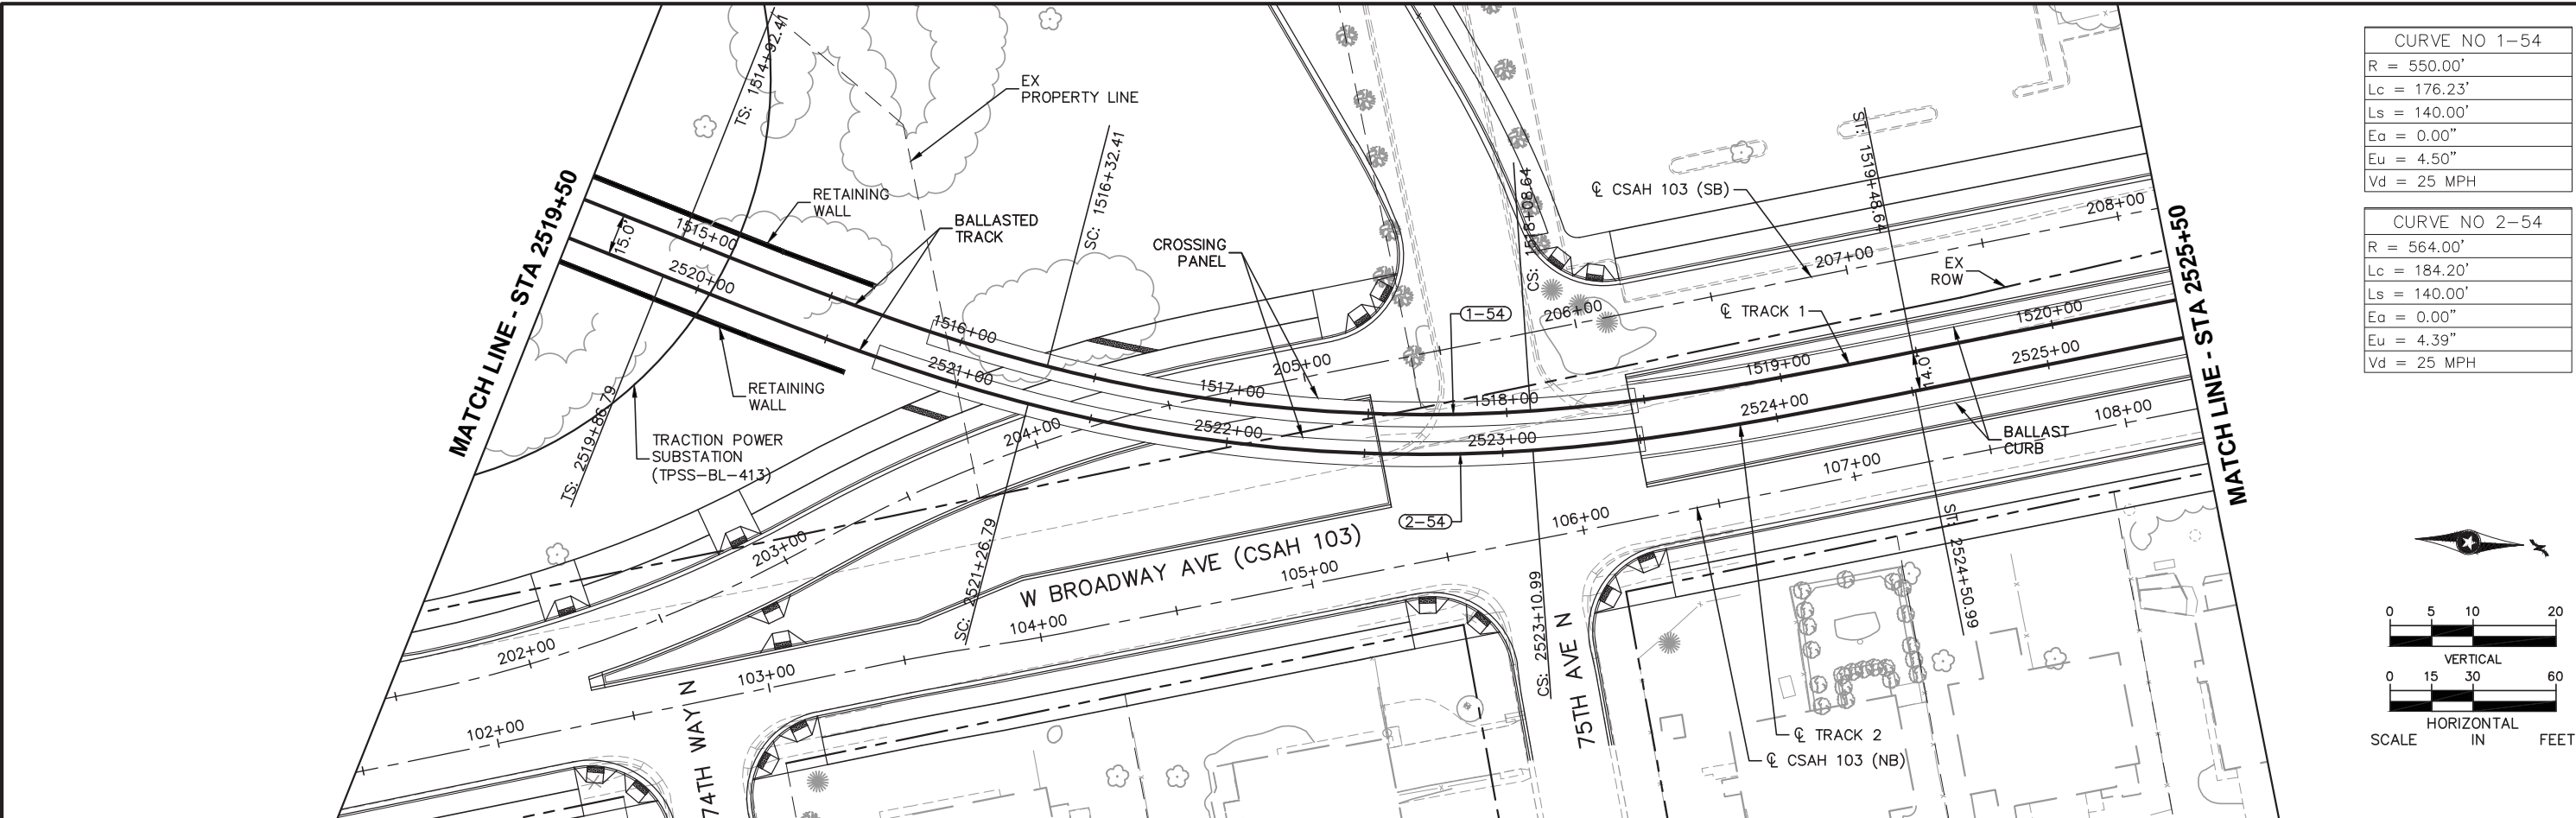 MATCH LINE - STA 2519+50
TS: 1514+92.41
EX
PROPERTY LINE
RETAINING
WALL
BALLASTED
TRACK
SC: 1516+32.41
CROSSING
PANEL
15.0'
1515+00
2520+00
1516+00
2521+00
1517+00
2522+00
1518+00
2523+00
1519+00
2524+00
1520+00
2525+00
TS: 2519+86.79
TRACTION POWER
SUBSTATION
(TPSS-BL-413)
RETAINING
WALL
SC: 2521+26.79
1-54
2-54
CS: 1518+08.64
CS: 2523+10.99
℄ CSAH 103 (SB)
ST: 1519+48.64
ST: 2524+50.99
EX
ROW
℄ TRACK 1
14.0'
BALLAST
CURB
202+00
203+00
204+00
205+00
206+00
207+00
208+00
102+00
103+00
104+00
105+00
106+00
107+00
108+00
W BROADWAY AVE (CSAH 103)
74TH WAY N
75TH AVE N
℄ TRACK 2
℄ CSAH 103 (NB)
MATCH LINE - STA 2525+50
CURVE NO 1-54
R = 550.00'
Lc = 176.23'
Ls = 140.00'
Ea = 0.00"
Eu = 4.50"
Vd = 25 MPH
CURVE NO 2-54
R = 564.00'
Lc = 184.20'
Ls = 140.00'
Ea = 0.00"
Eu = 4.39"
Vd = 25 MPH
0 5 10 20
VERTICAL
0 15 30 60
HORIZONTAL
SCALE IN FEET